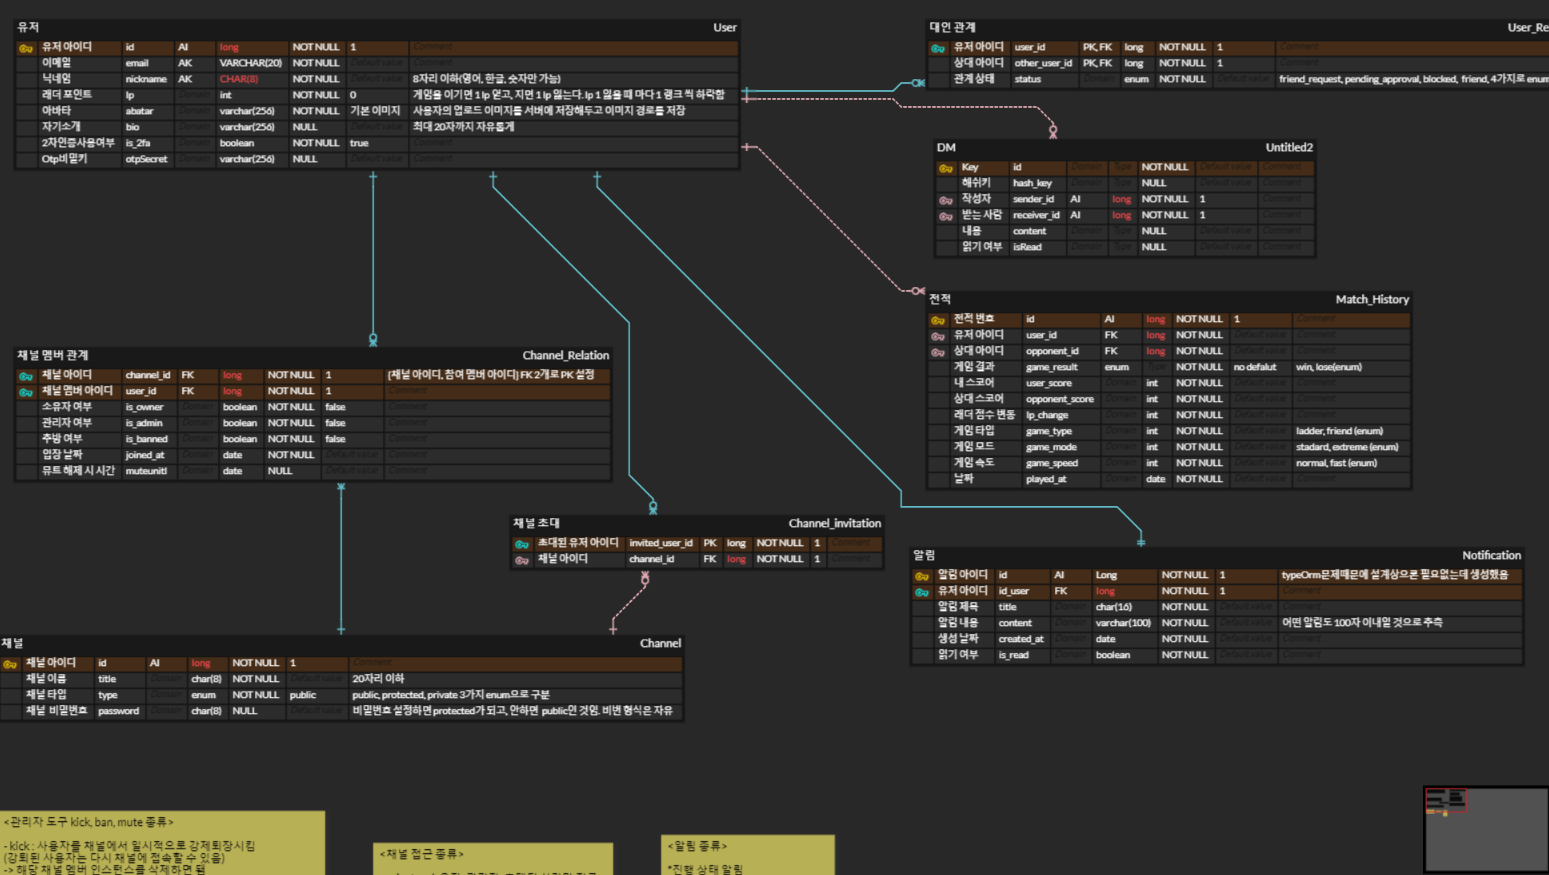 유저 User
유저 아이디 id AI long NOT NULL 1 Comment
이메일 email AK VARCHAR(20) NOT NULL Default value Comment
닉네임 nickname AK CHAR(8) NOT NULL Default value 8자리 이하(영어, 한글, 숫자만 가능)
래더 포인트 lp Domain int NOT NULL 0 게임을 이기면 1 lp 얻고, 지면 1 lp 잃는다. lp 1 잃을 때 마다 1 랭크 씩 하락함
아바타 abatar Domain varchar(256) NOT NULL 기본 이미지 사용자의 업로드 이미지를 서버에 저장해두고 이미지 경로를 저장
자기소개 bio Domain varchar(256) NULL Default value 최대 20자까지 자유롭게
2차인증사용여부 is_2fa Domain boolean NOT NULL true Comment
Otp비밀키 otpSecret Domain varchar(256) NULL Default value Comment
대인 관계 User_Re
유저 아이디 user_id PK, FK long NOT NULL 1 Comment
상대 아이디 other_user_id PK, FK long NOT NULL 1 Comment
관계 상태 status Domain enum NOT NULL Default value friend_request, pending_approval, blocked, friend, 4가지로 enum
DM Untitled2
Key id Domain Type NOT NULL Default value Comment
해쉬키 hash_key Domain Type NULL Default value Comment
작성자 sender_id AI long NOT NULL 1 Comment
받는 사람 receiver_id AI long NOT NULL 1 Comment
내용 content Domain Type NULL Default value Comment
읽기 여부 isRead Domain Type NULL Default value Comment
전적 Match_History
전적 번호 id AI long NOT NULL 1 Comment
유저 아이디 user_id FK long NOT NULL Default value Comment
상대 아이디 opponent_id FK long NOT NULL Default value Comment
게임 결과 game_result enum Type NOT NULL no defalut win, lose(enum)
내 스코어 user_score Domain int NOT NULL Default value Comment
상대 스코어 opponent_score Domain int NOT NULL Default value Comment
래더 점수 변동 lp_change Domain int NOT NULL Default value Comment
게임 타입 game_type Domain int NOT NULL Default value ladder, friend (enum)
게임 모드 game_mode Domain int NOT NULL Default value stadard, extreme (enum)
게임 속도 game_speed Domain int NOT NULL Default value normal, fast (enum)
날짜 played_at Domain date NOT NULL Default value Comment
채널 멤버 관계 Channel_Relation
채널 아이디 channel_id FK long NOT NULL 1 [채널 아이디, 참여 멤버 아이디] FK 2개로 PK 설정
채널 멤버 아이디 user_id FK long NOT NULL 1 Comment
소유자 여부 is_owner Domain boolean NOT NULL false Comment
관리자 여부 is_admin Domain boolean NOT NULL false Comment
추방 여부 is_banned Domain boolean NOT NULL false Comment
입장 날짜 joined_at Domain date NOT NULL Default value Comment
뮤트 해제 시 시간 muteuntil Domain date NULL Default value Comment
채널 초대 Channel_invitation
초대된 유저 아이디 invited_user_id PK long NOT NULL 1 Comment
채널 아이디 channel_id FK long NOT NULL 1 Comment
알림 Notification
알림 아이디 id AI Long NOT NULL 1 typeOrm문제때문에 설계상으론 필요없는데 생성했음
유저 아이디 id_user FK long NOT NULL 1 Comment
알림 제목 title Domain char(16) NOT NULL Default value Comment
알림 내용 content Domain varchar(100) NOT NULL Default value 어떤 알림도 100자 이내일 것으로 추측
생성 날짜 created_at Domain date NOT NULL Default value Comment
읽기 여부 is_read Domain boolean NOT NULL Default value Comment
채널 Channel
채널 아이디 id AI long NOT NULL 1 Comment
채널 이름 title Domain char(8) NOT NULL Default value 20자리 이하
채널 타입 type Domain enum NOT NULL public public, protected, private 3가지 enum으로 구분
채널 비밀번호 password Domain char(8) NULL Default value 비밀번호 설정하면 protected가 되고, 안하면 public인 것임. 비번 형식은 자유
<관리자 도구 kick, ban, mute 종류>
- kick : 사용자를 채널에서 일시적으로 강제퇴장시킴
(강퇴된 사용자는 다시 채널에 접속할 수 있음)
-> 해당 채널 멤버 인스턴스를 삭제하면 됌
<채널 접근 종류>
<알림 종류>
*진행 상태 알림